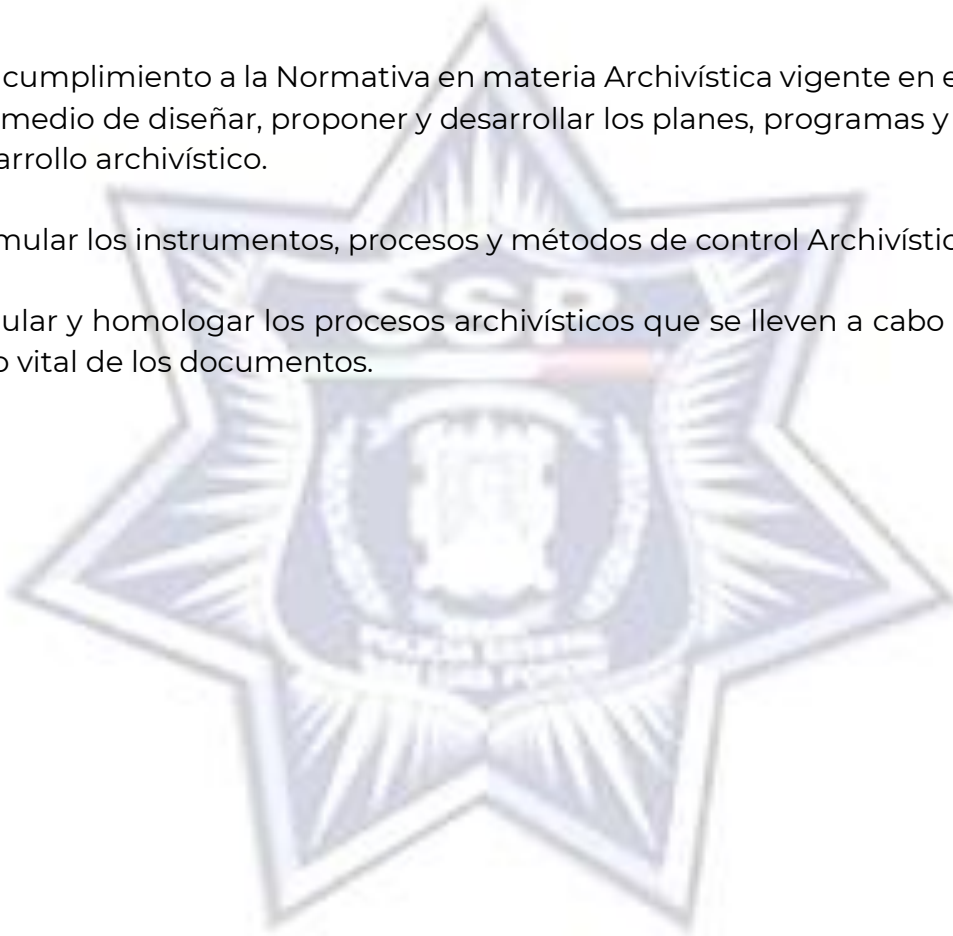 cumplimiento a la Normativa en materia Archivística vigente en e
medio de diseñar, proponer y desarrollar los planes, programas y
arrollo archivístico.
mular los instrumentos, procesos y métodos de control Archivístic
ular y homologar los procesos archivísticos que se lleven a cabo
o vital de los documentos.
SSP